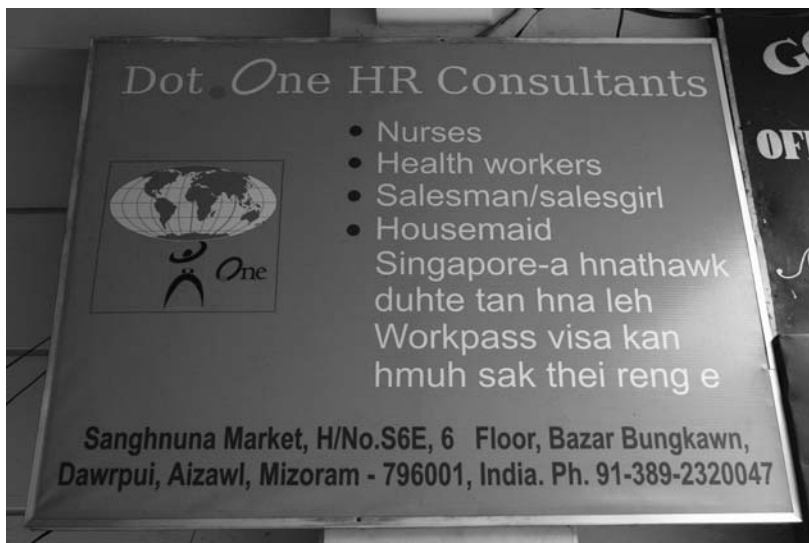 Dot.One HR Consultants
• Nurses
• Health workers
• Salesman/salesgirl
• Housemaid
Singapore-a hnathawk
duhte tan hna leh
Workpass visa kan
hmuh sak thei reng e
One
Sanghnuna Market, H/No.S6E, 6 Floor, Bazar Bungkawn,
Dawrpui, Aizawl, Mizoram - 796001, India. Ph. 91-389-2320047